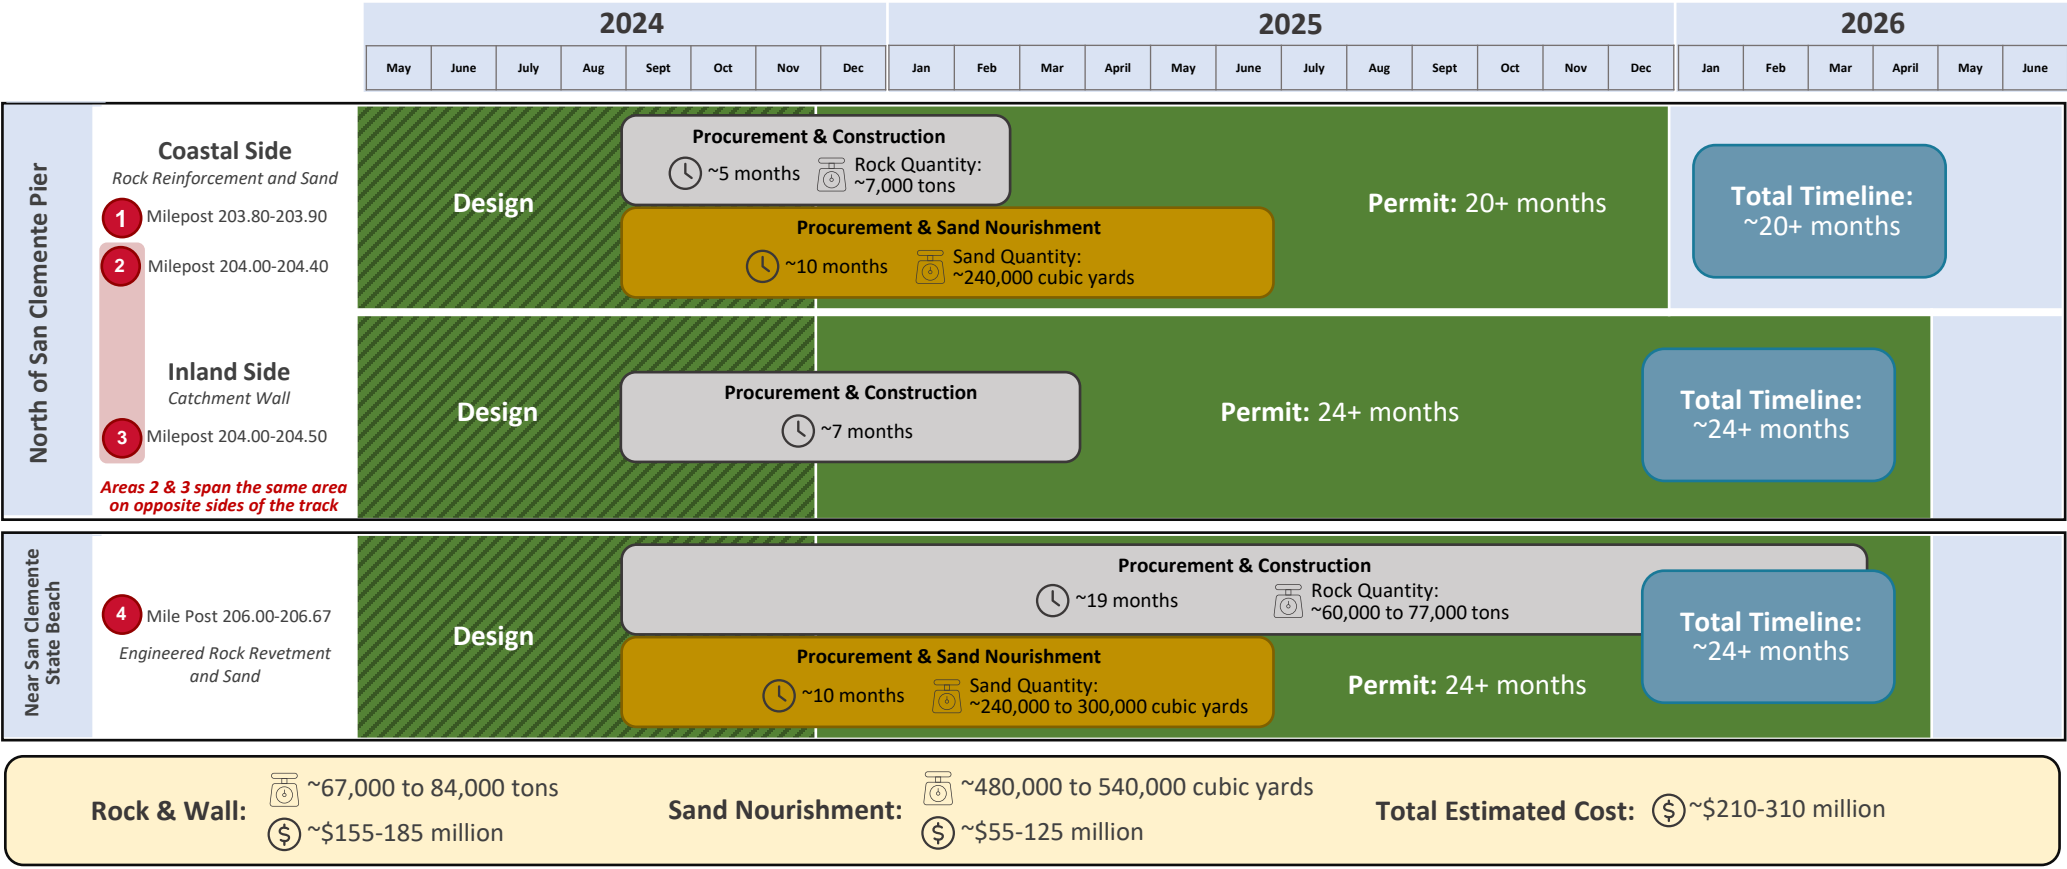 2024
2025
2026
May June July Aug Sept Oct Nov Dec Jan Feb Mar April May June July Aug Sept Oct Nov Dec Jan Feb Mar April May June
North of San Clemente Pier
Coastal Side
Rock Reinforcement and Sand
1 Milepost 203.80-203.90
2 Milepost 204.00-204.40
Design
Procurement & Construction
~5 months
Rock Quantity:
~7,000 tons
Procurement & Sand Nourishment
~10 months
Sand Quantity:
~240,000 cubic yards
Permit: 20+ months
Total Timeline:
~20+ months
Inland Side
Catchment Wall
3 Milepost 204.00-204.50
Areas 2 & 3 span the same area
on opposite sides of the track
Design
Procurement & Construction
~7 months
Permit: 24+ months
Total Timeline:
~24+ months
Near San Clemente
State Beach
4 Mile Post 206.00-206.67
Engineered Rock Revetment
and Sand
Design
Procurement & Construction
~19 months
Rock Quantity:
~60,000 to 77,000 tons
Procurement & Sand Nourishment
~10 months
Sand Quantity:
~240,000 to 300,000 cubic yards
Permit: 24+ months
Total Timeline:
~24+ months
Rock & Wall:
~67,000 to 84,000 tons
$ ~$155-185 million
Sand Nourishment:
~480,000 to 540,000 cubic yards
$ ~$55-125 million
Total Estimated Cost: $ ~$210-310 million